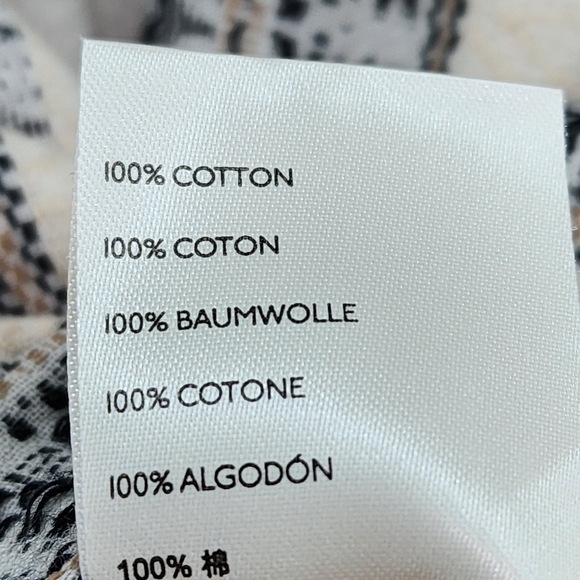 100% COTTON
100% COTON
100% BAUMWOLLE
100% COTONE
100% ALGODÓN
100% 棉